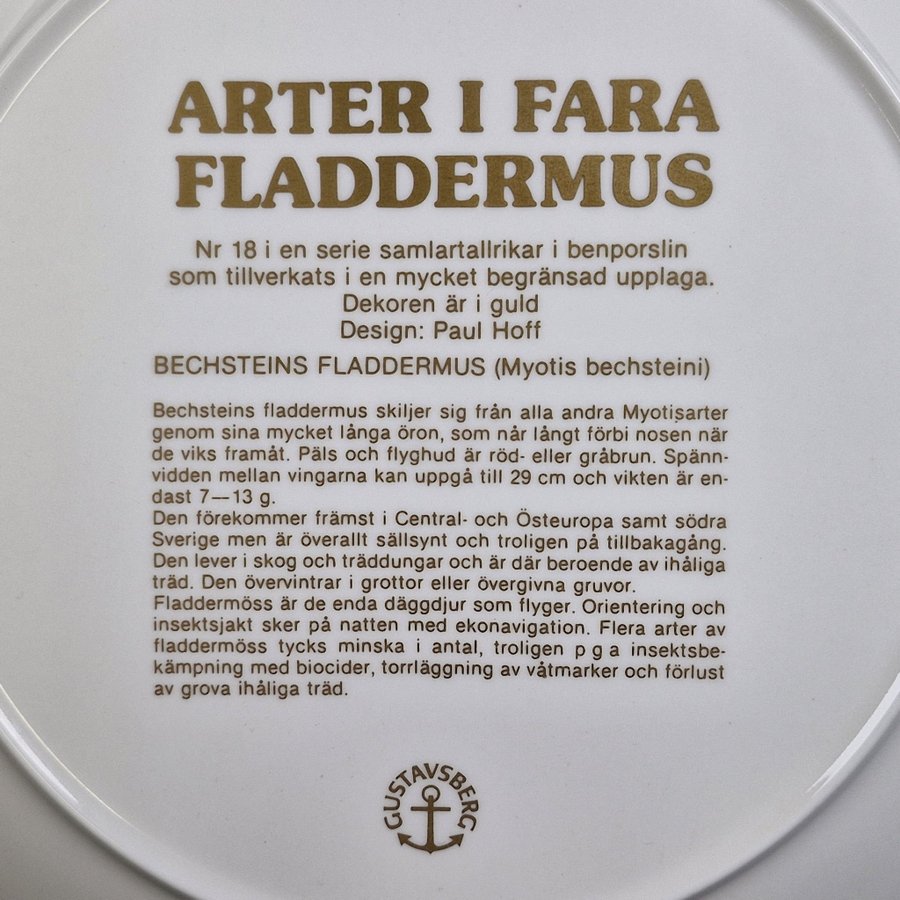 ARTER I FARA
FLADDERMUS
Nr 18 i en serie samlartallrikar i benporslin
som tillverkats i en mycket begränsad upplaga.
Dekoren är i guld
Design: Paul Hoff
BECHSTEINS FLADDERMUS (Myotis bechsteini)
Bechsteins fladdermus skiljer sig från alla andra Myotisarter
genom sina mycket långa öron, som når långt förbi nosen när
de viks framåt. Päls och flyghud är röd- eller gråbrun. Spänn-
vidden mellan vingarna kan uppgå till 29 cm och vikten är en-
dast 7—13 g.
Den förekommer främst i Central- och Östeuropa samt södra
Sverige men är överallt sällsynt och troligen på tillbakagång.
Den lever i skog och träddungar och är där beroende av ihåliga
träd. Den övervintrar i grottor eller övergivna gruvor.
Fladdermöss är de enda däggdjur som flyger. Orientering och
insektsjakt sker på natten med ekonavigation. Flera arter av
fladdermöss tycks minska i antal, troligen p g a insektsbe-
kämpning med biocider, torrläggning av våtmarker och förlust
av grova ihåliga träd.
GUSTAVSBERG